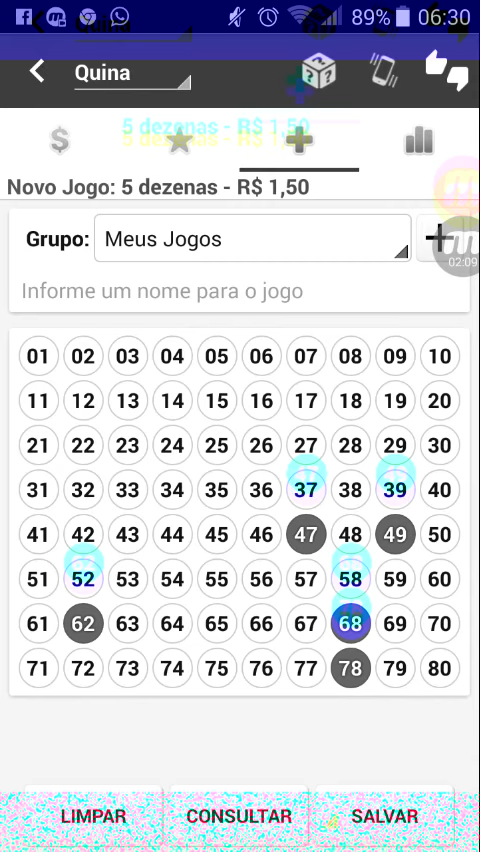 89% 06:30
Quina
5 dezenas - R$ 1,50
Novo Jogo: 5 dezenas - R$ 1,50
Grupo: Meus Jogos
02:09
Informe um nome para o jogo
01 02 03 04 05 06 07 08 09 10
11 12 13 14 15 16 17 18 19 20
21 22 23 24 25 26 27 28 29 30
31 32 33 34 35 36 37 38 39 40
41 42 43 44 45 46 47 48 49 50
51 52 53 54 55 56 57 58 59 60
61 62 63 64 65 66 67 68 69 70
71 72 73 74 75 76 77 78 79 80
LIMPAR CONSULTAR SALVAR